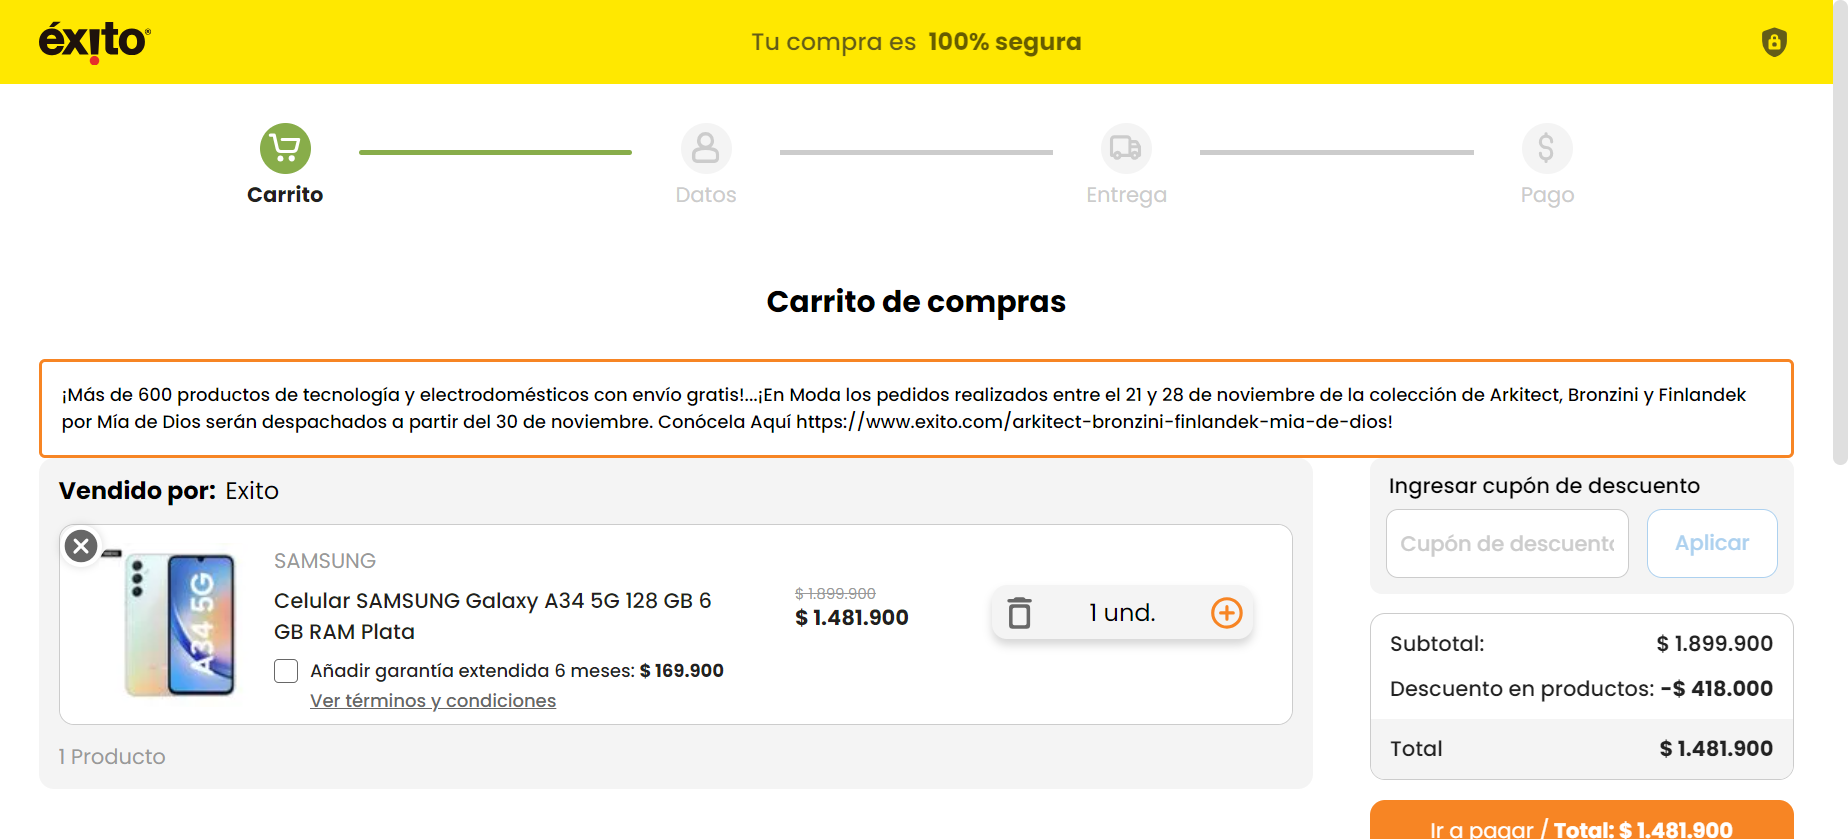 éxito
Tu compra es 100% segura
Carrito
Datos
Entrega
Pago
Carrito de compras
¡Más de 600 productos de tecnología y electrodomésticos con envío gratis!...¡En Moda los pedidos realizados entre el 21 y 28 de noviembre de la colección de Arkitect, Bronzini y Finlandek
por Mía de Dios serán despachados a partir del 30 de noviembre. Conócela Aquí https://www.exito.com/arkitect-bronzini-finlandek-mia-de-dios!
Vendido por: Exito
A34 5G
SAMSUNG
Celular SAMSUNG Galaxy A34 5G 128 GB 6
GB RAM Plata
Añadir garantía extendida 6 meses: $ 169.900
Ver términos y condiciones
$ 1.899.900
$ 1.481.900
1 und.
1 Producto
Ingresar cupón de descuento
Cupón de descuento
Aplicar
Subtotal: $ 1.899.900
Descuento en productos: -$ 418.000
Total $ 1.481.900
Ir a pagar / Total: $ 1.481.900